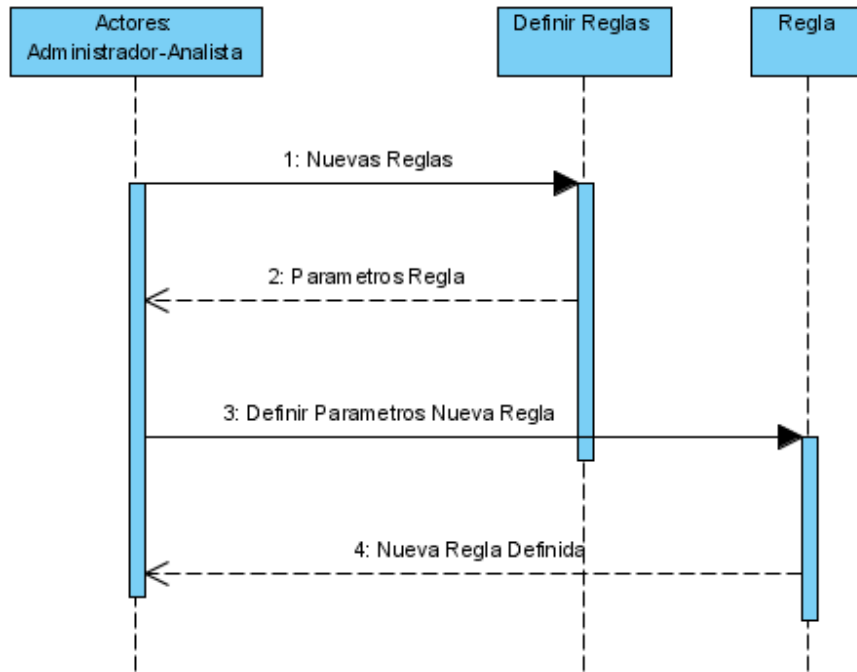 Actores:
Administrador-Analista
Definir Reglas
Regla
1: Nuevas Reglas
2: Parametros Regla
3: Definir Parametros Nueva Regla
4: Nueva Regla Definida